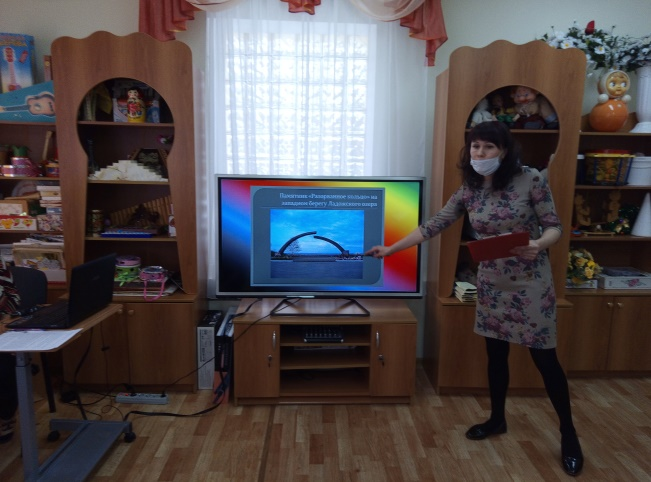 Памятник «Разорванное кольцо» на
западном берегу Ладожского озера